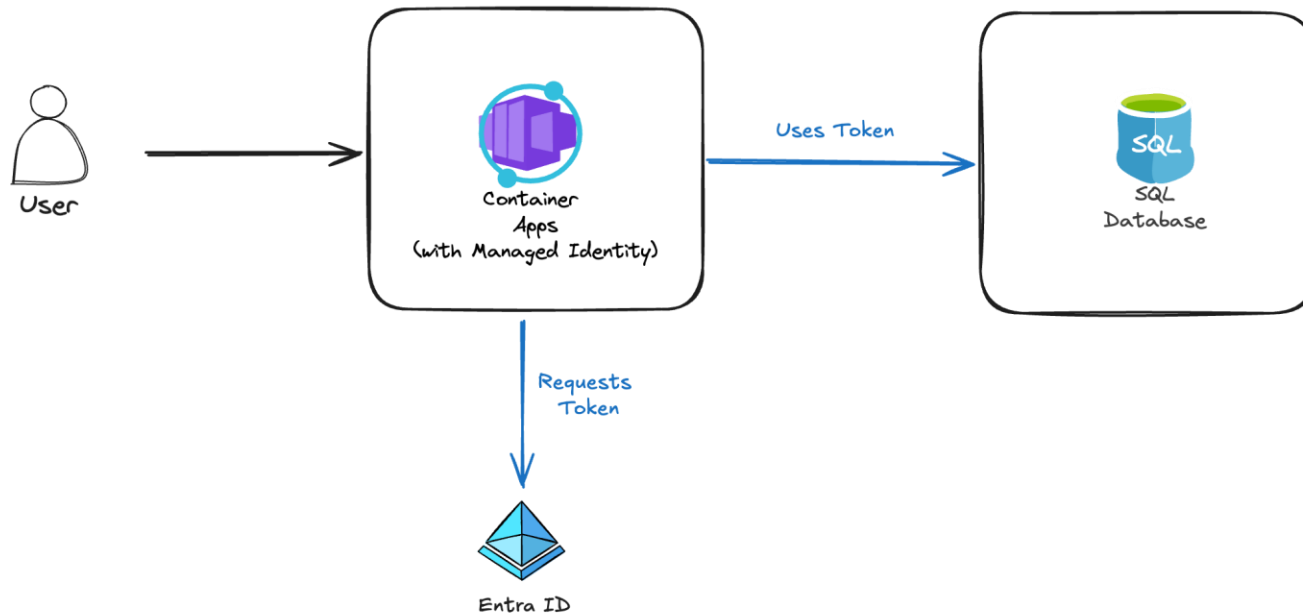 User
Container
Apps
(with Managed Identity)
Uses Token
SQL
SQL
Database
Requests
Token
Entra ID